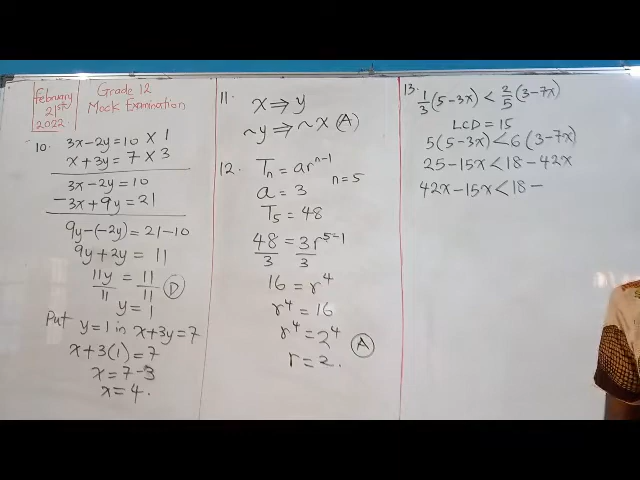 February
21st
2022
Grade 12
Mock Examination
10. 3x-2y=10 X 1
x+3y=7 X 3
3x-2y=10
-3x+9y=21
9y-(-2y)=21-10
9y+2y=11
11y = 11
11 11
D
y=1
Put y=1 in x+3y=7
x+3(1)=7
x=7-3
x=4.
11. x⇒y
~y⇒~x (A)
12. Tn=ar^n-1
a=3 n=5
T5=48
48 = 3r^5-1
3 3
16=r^4
r^4=16
r^4=2^4
A
r=2.
13. 1/3(5-3x)<2/5(3-7x)
LCD=15
5(5-3x)<6(3-7x)
25-15x<18-42x
42x-15x<18-